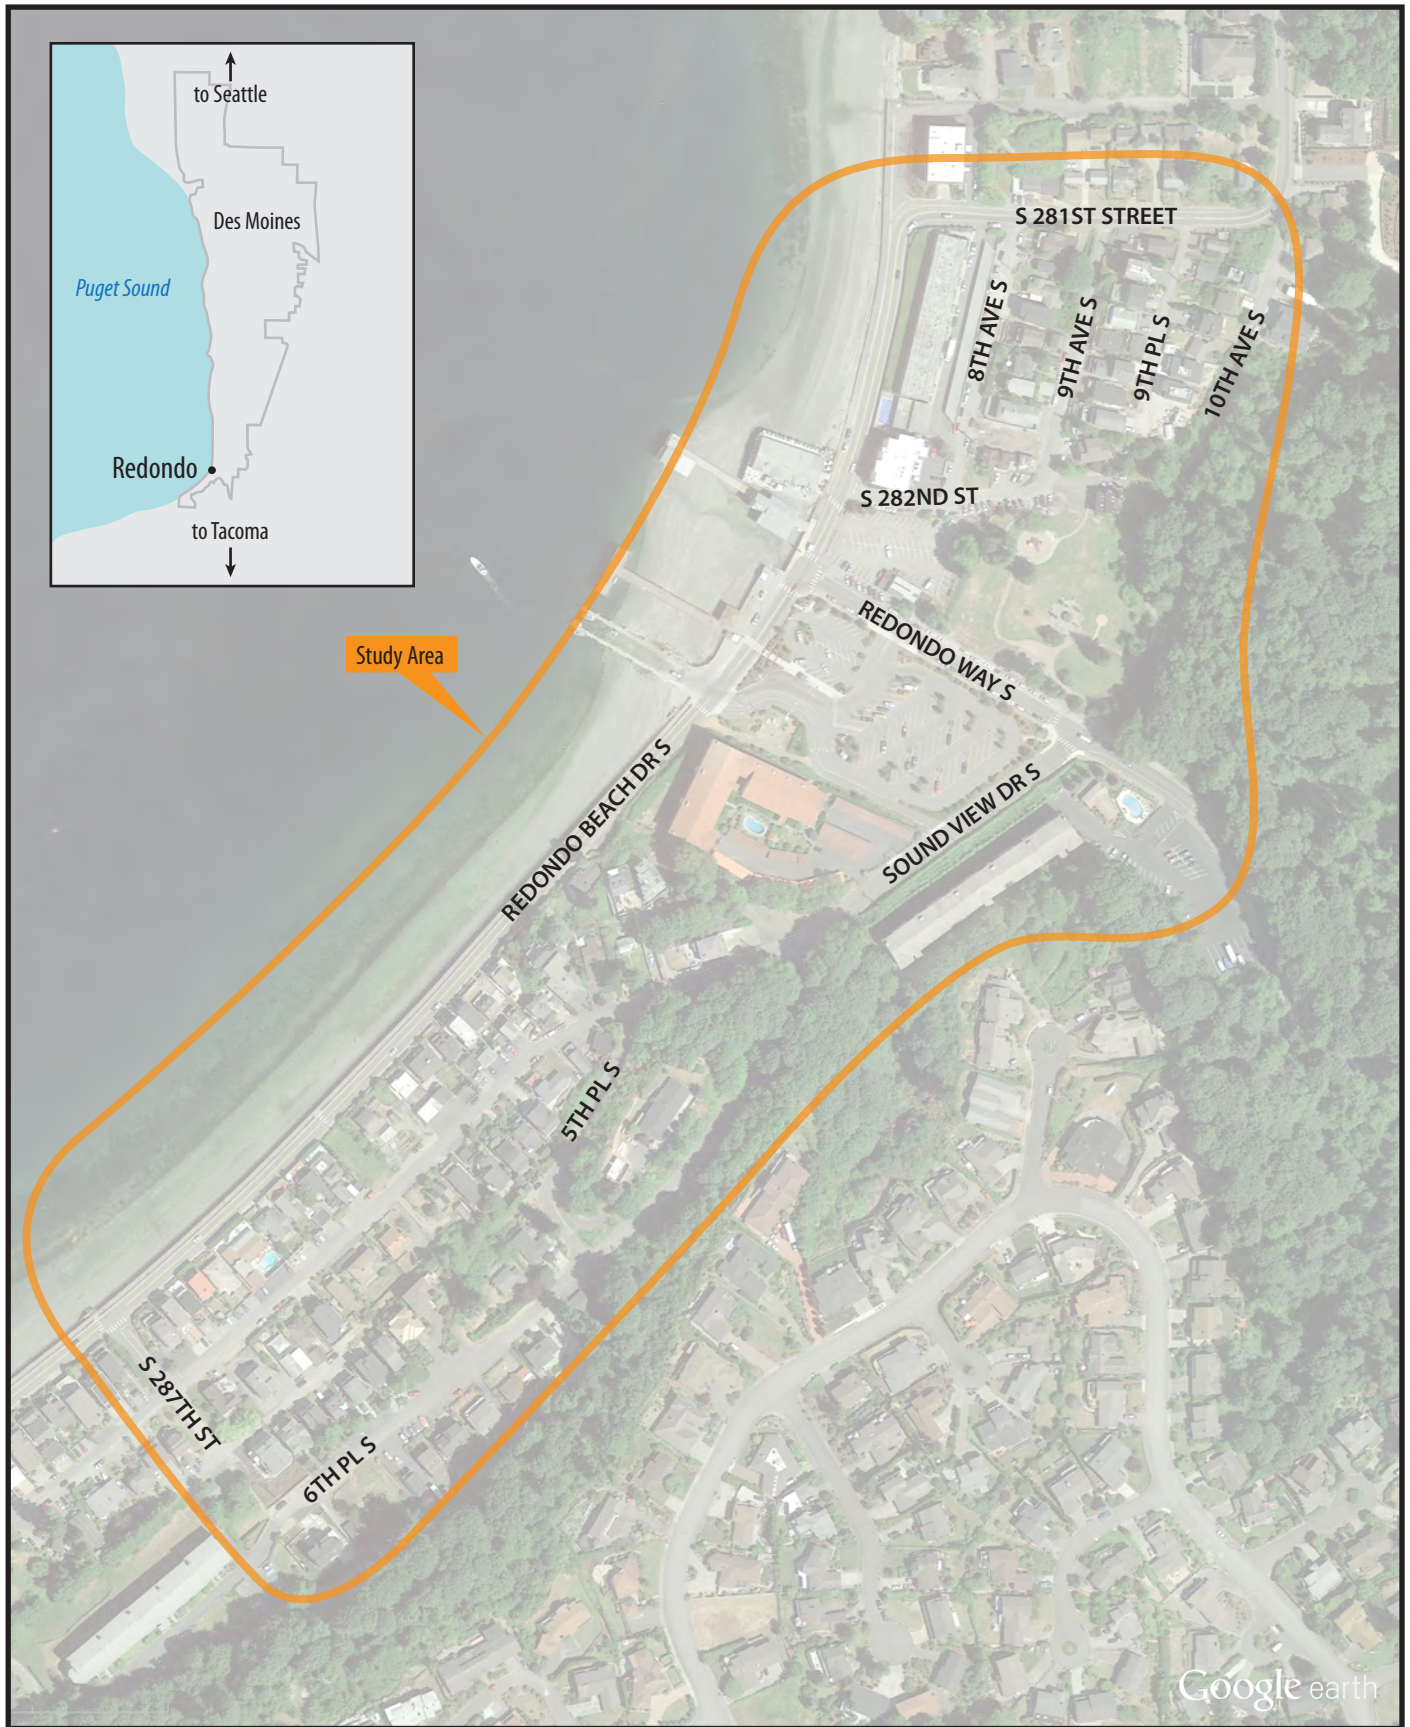 to Seattle
Des Moines
Puget Sound
Redondo
to Tacoma
S 281ST STREET
8TH AVE S
9TH AVE S
9TH PL S
10TH AVE S
S 282ND ST
REDONDO WAY S
Study Area
REDONDO BEACH DR S
SOUND VIEW DR S
5TH PL S
S 287TH ST
6TH PL S
Google earth